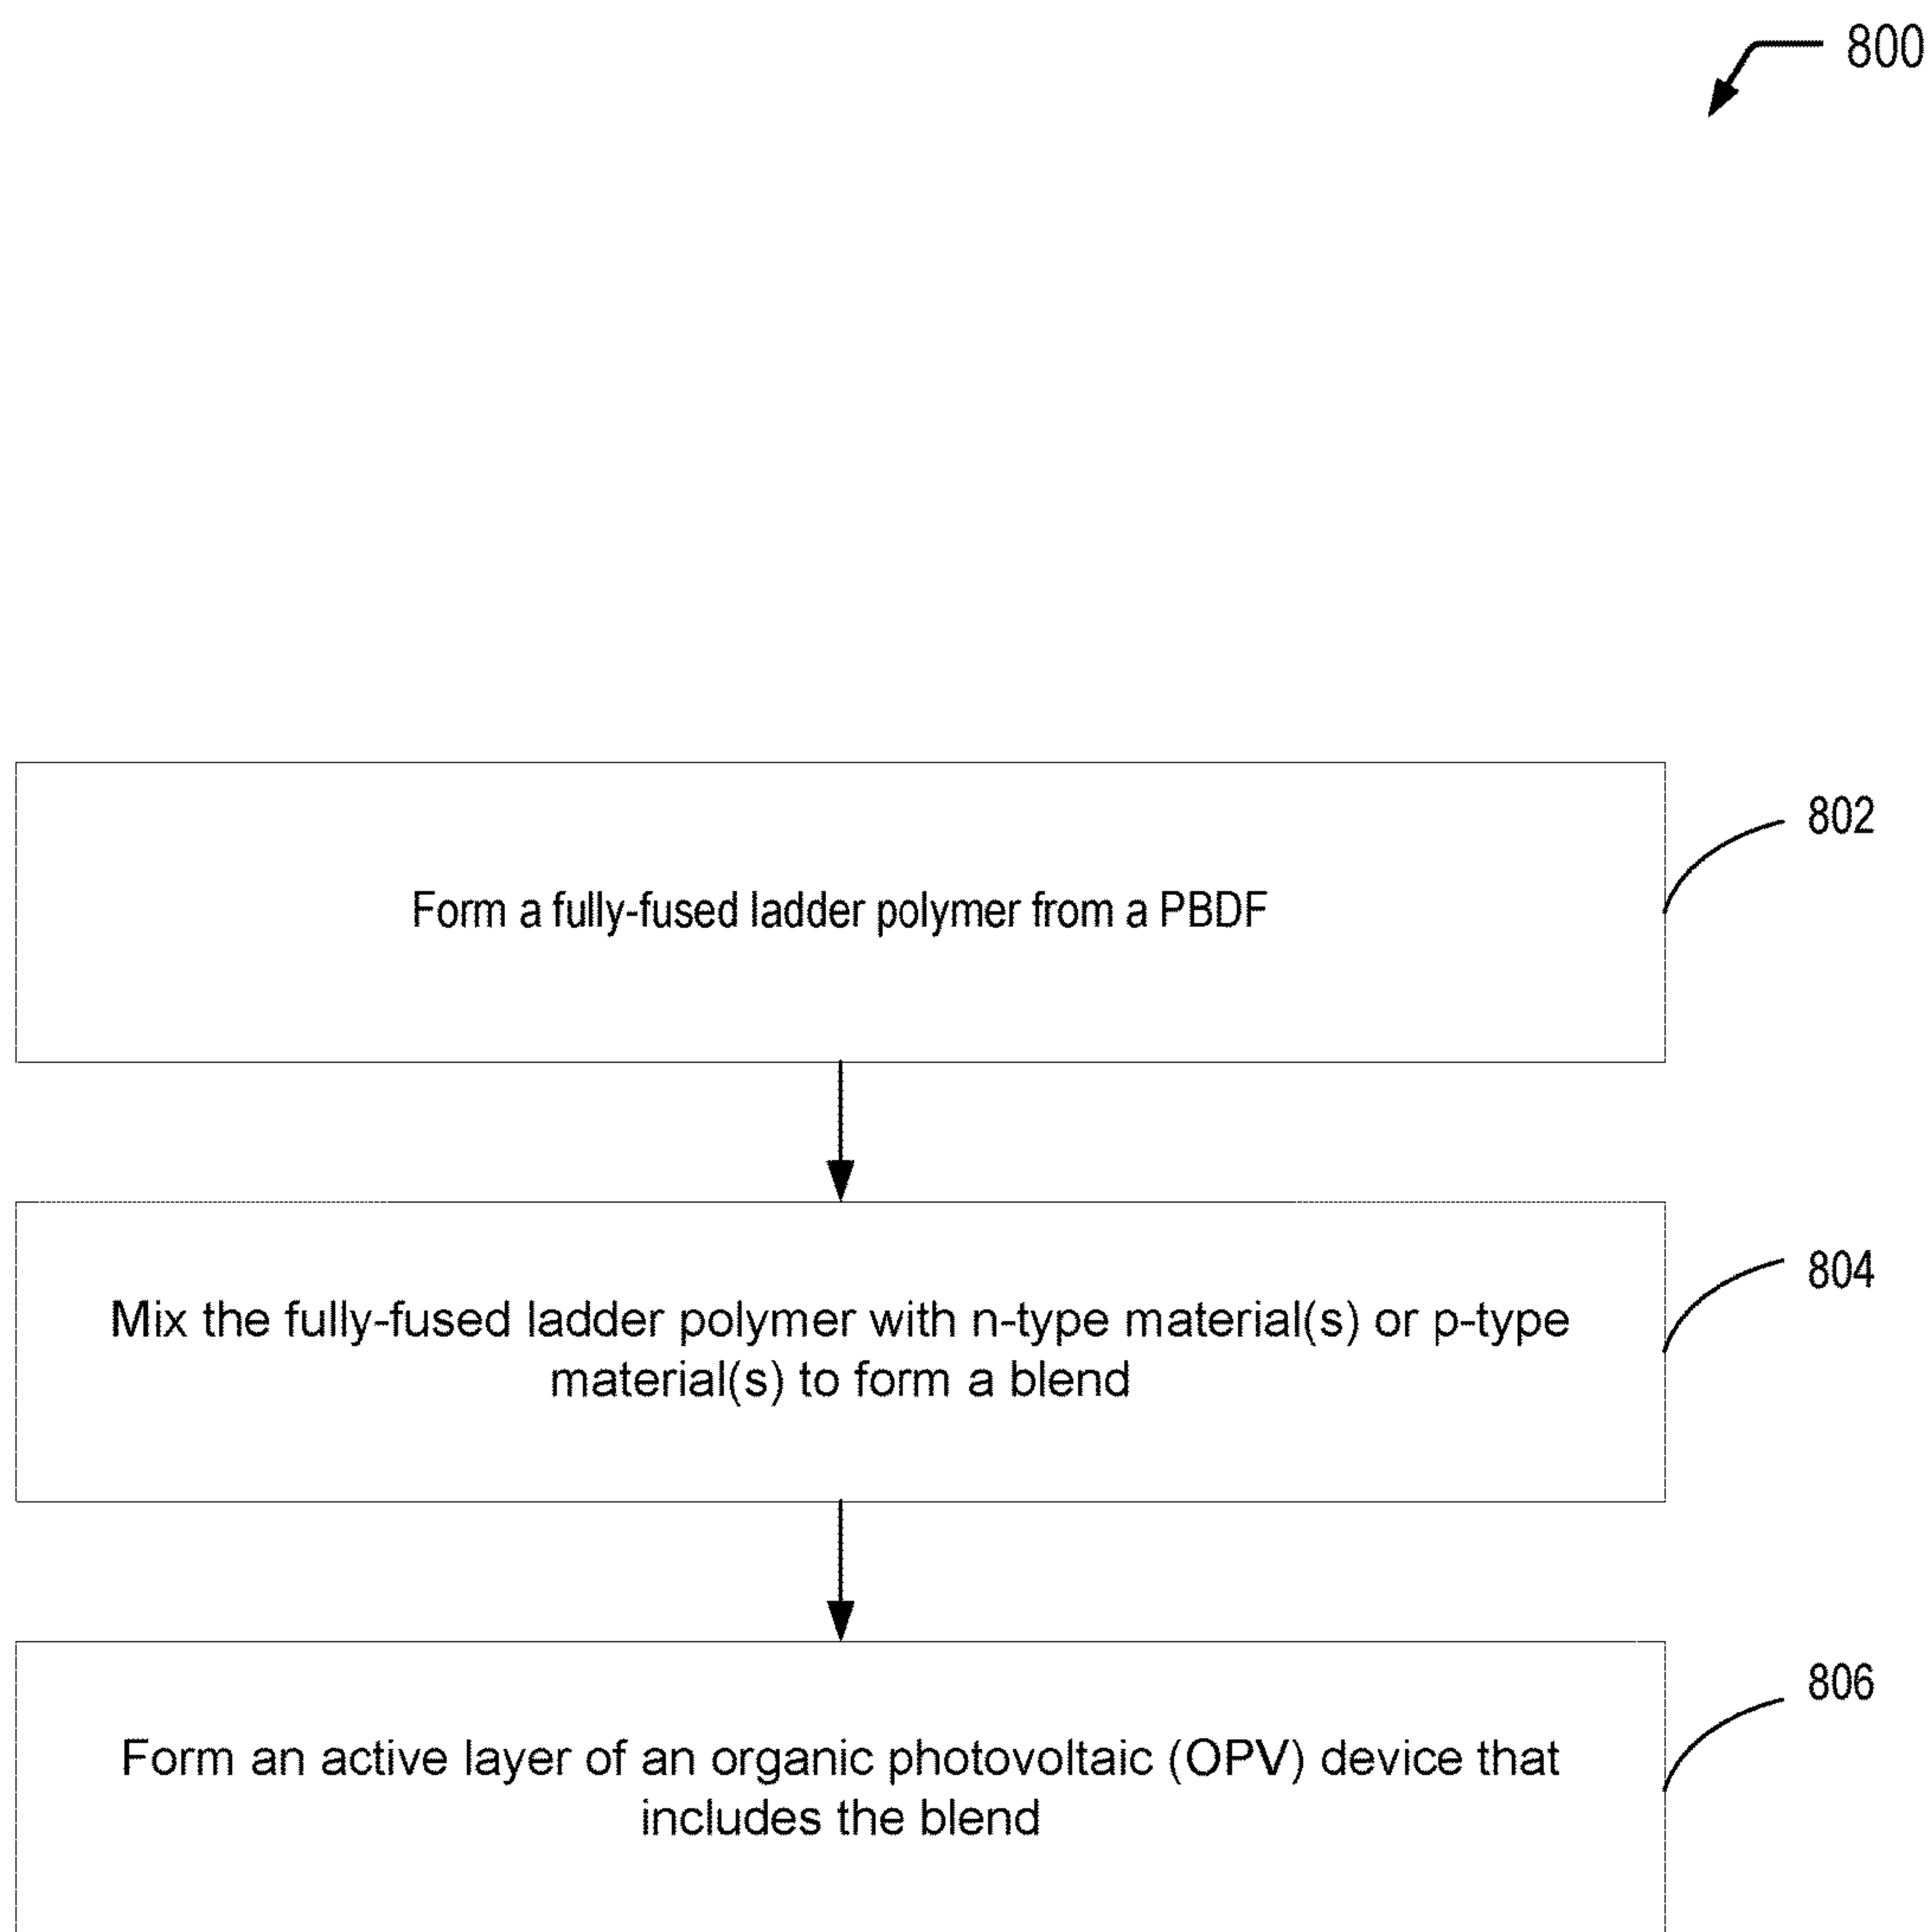 800
802
Form a fully-fused ladder polymer from a PBDF
804
Mix the fully-fused ladder polymer with n-type material(s) or p-type
material(s) to form a blend
806
Form an active layer of an organic photovoltaic (OPV) device that
includes the blend